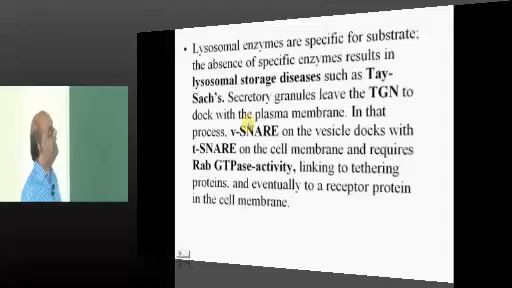 • Lysosomal enzymes are specific for substrate;
the absence of specific enzymes results in
lysosomal storage diseases such as Tay-
Sach's. Secretory granules leave the TGN to
dock with the plasma membrane. In that
process, v-SNARE on the vesicle docks with
t-SNARE on the cell membrane and requires
Rab GTPase-activity, linking to tethering
proteins, and eventually to a receptor protein
in the cell membrane.